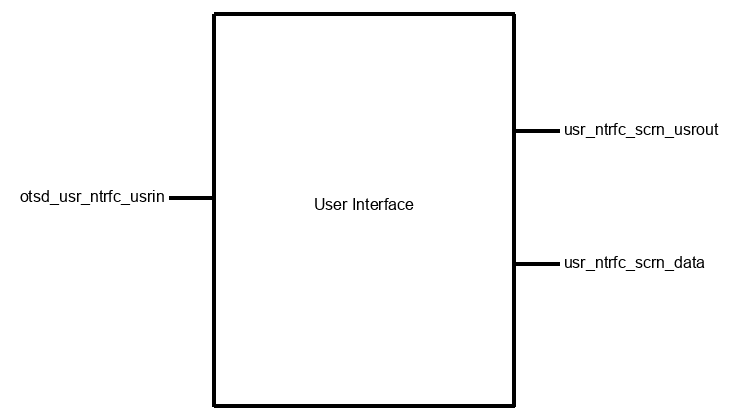 usr_ntrfc_scrn_usrout
otsd_usr_ntrfc_usrin
User Interface
usr_ntrfc_scrn_data